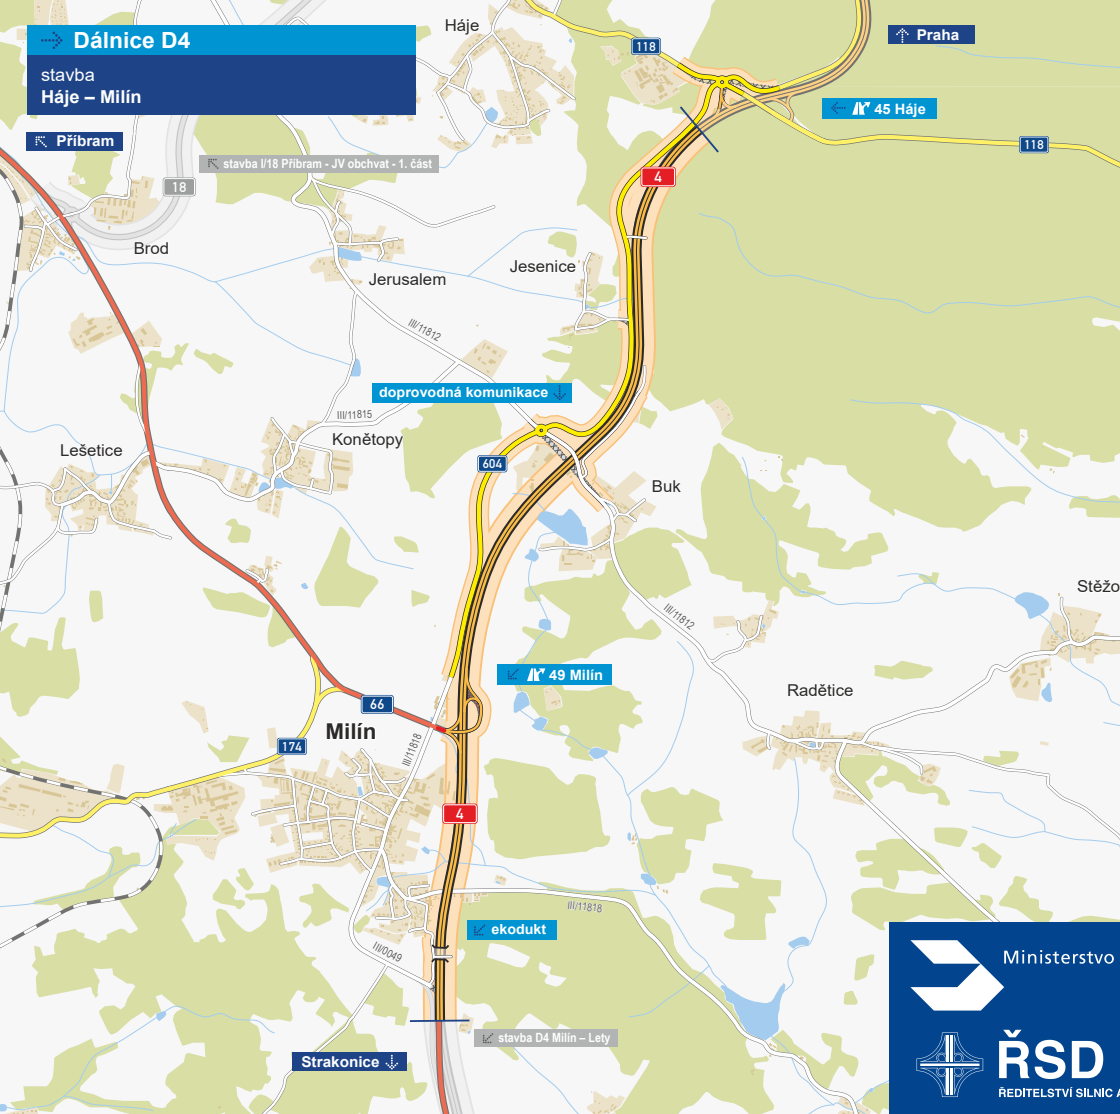 Háje
Dálnice D4
stavba
Háje – Milín
118
Praha
45 Háje
118
Příbram
stavba I/18 Příbram - JV obchvat - 1. část
4
18
Brod
Jesenice
Jerusalem
III/11812
doprovodná komunikace
III/11815
Konětopy
Lešetice
604
Buk
Stěžo
III/11812
49 Milín
Radětice
66
Milín
174
III/11818
4
III/11818
ekodukt
III/0049
Ministerstvo
stavba D4 Milín – Lety
Strakonice
ŘSD
ŘEDITELSTVÍ SILNIC A